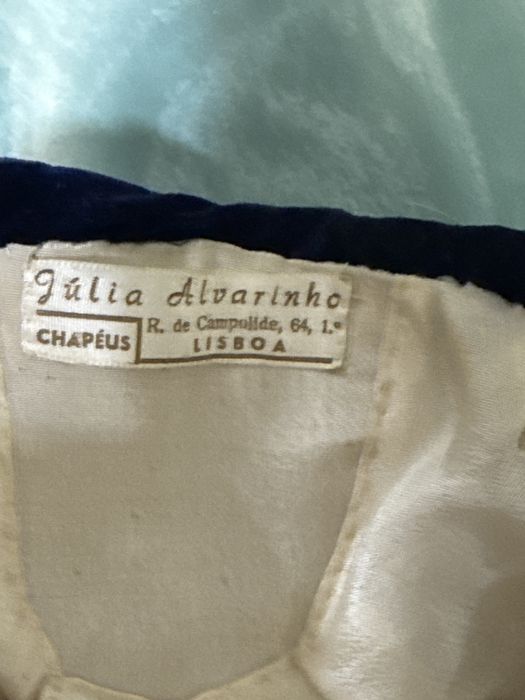 Júlia Alvarinho
CHAPÉUS
R. de Campolide, 64, 1.º
LISBOA